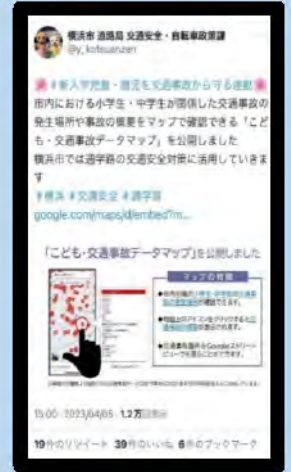 横浜市 道路局 交通安全・自転車政策課
@y_kotsuanzen
#新入学児童・園児を交通事故から守る運動
市内における小学生・中学生が関係した交通事故の
発生場所や事故の概要をマップで確認できる「こど
も・交通事故データマップ」を公開しました
横浜市では通学路の交通安全対策に活用していきま
す
#横浜 #交通安全 #通学路
google.com/maps/d/embed?m...
「こども・交通事故データマップ」を公開しました
マップの特徴
15:00 · 2023/04/05 · 1.2万
19件のリツイート 39件のいいね 6件のブックマーク